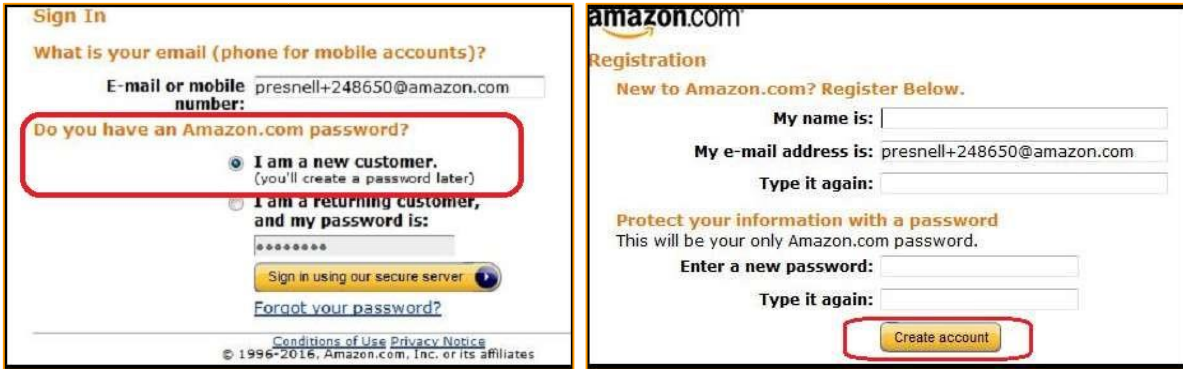 Sign In
What is your email (phone for mobile accounts)?
E-mail or mobile number: presnell+248650@amazon.com
Do you have an Amazon.com password?
I am a new customer.
(you'll create a password later)
I am a returning customer,
and my password is:
Sign in using our secure server
Forgot your password?
Conditions of Use Privacy Notice
© 1996-2016, Amazon.com, Inc. or its affiliates
amazon.com
Registration
New to Amazon.com? Register Below.
My name is:
My e-mail address is: presnell+248650@amazon.com
Type it again:
Protect your information with a password
This will be your only Amazon.com password.
Enter a new password:
Type it again:
Create account